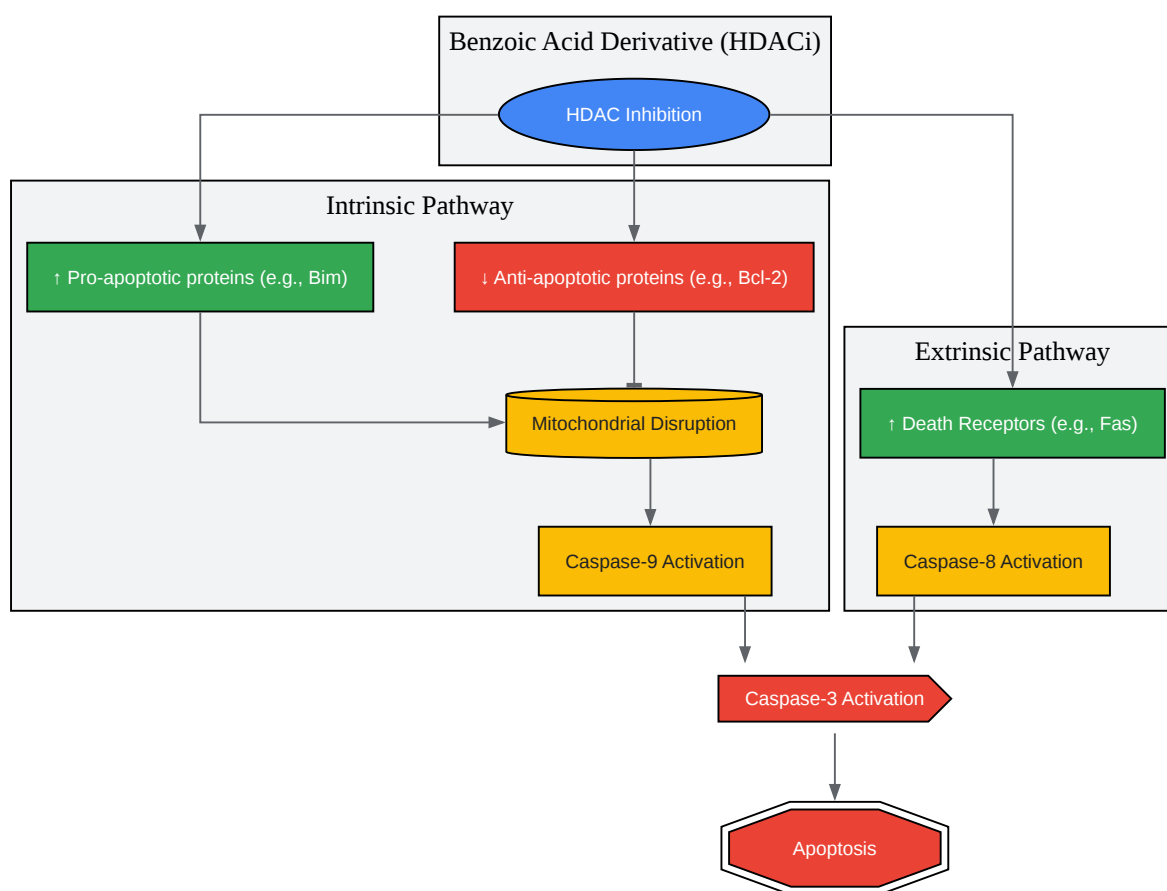 Benzoic Acid Derivative (HDACi)
HDAC Inhibition
Intrinsic Pathway
↑ Pro-apoptotic proteins (e.g., Bim)
↓ Anti-apoptotic proteins (e.g., Bcl-2)
Extrinsic Pathway
Mitochondrial Disruption
↑ Death Receptors (e.g., Fas)
Caspase-9 Activation
Caspase-8 Activation
Caspase-3 Activation
Apoptosis